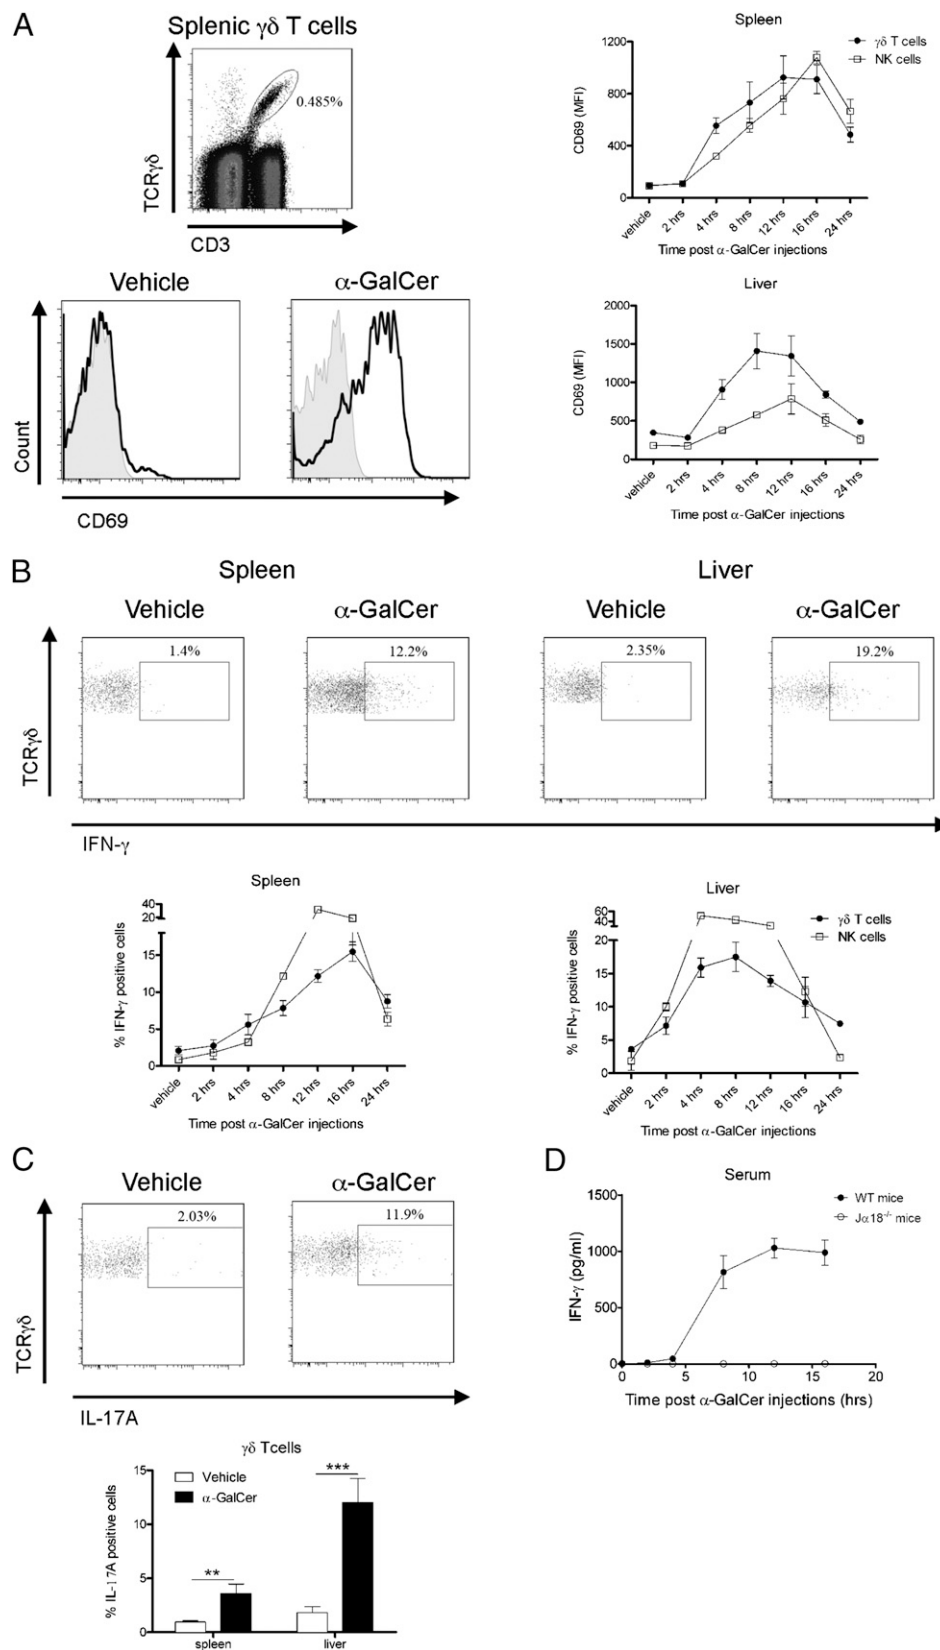 A
Splenic γδ T cells
TCRγδ
0.485%
CD3
Vehicle
α-GalCer
Count
CD69
Spleen
γδ T cells
NK cells
CD69 (MFI)
1200
800
400
0
vehicle
2 hrs
4 hrs
8 hrs
12 hrs
16 hrs
24 hrs
Time post α-GalCer injections
Liver
CD69 (MFI)
2000
1500
1000
500
0
vehicle
2 hrs
4 hrs
8 hrs
12 hrs
16 hrs
24 hrs
Time post α-GalCer injections
B
Spleen
Liver
Vehicle
α-GalCer
Vehicle
α-GalCer
TCRγδ
1.4%
12.2%
2.35%
19.2%
IFN-γ
Spleen
% IFN-γ positive cells
40
20
15
10
5
0
vehicle
2 hrs
4 hrs
8 hrs
12 hrs
16 hrs
24 hrs
Time post α-GalCer injections
Liver
γδ T cells
NK cells
% IFN-γ positive cells
60
40
20
15
10
5
0
vehicle
2 hrs
4 hrs
8 hrs
12 hrs
16 hrs
24 hrs
Time post α-GalCer injections
C
Vehicle
α-GalCer
TCRγδ
2.03%
11.9%
IL-17A
γδ Tcells
% IL-17A positive cells
15
10
5
0
Vehicle
α-GalCer
**
***
spleen
liver
D
Serum
WT mice
Jα18-/- mice
IFN-γ (pg/ml)
1500
1000
500
0
0
5
10
15
20
Time post α-GalCer injections (hrs)